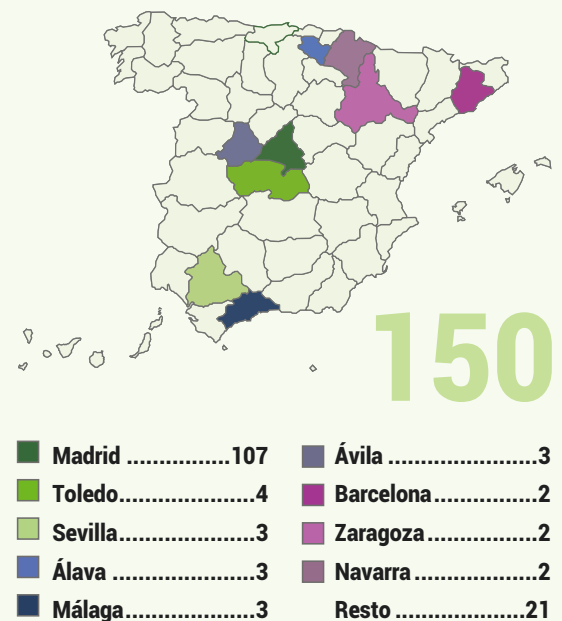 150
Madrid ................107
Toledo.....................4
Sevilla.....................3
Álava ......................3
Málaga....................3
Ávila .......................3
Barcelona................2
Zaragoza.................2
Navarra...................2
Resto ....................21